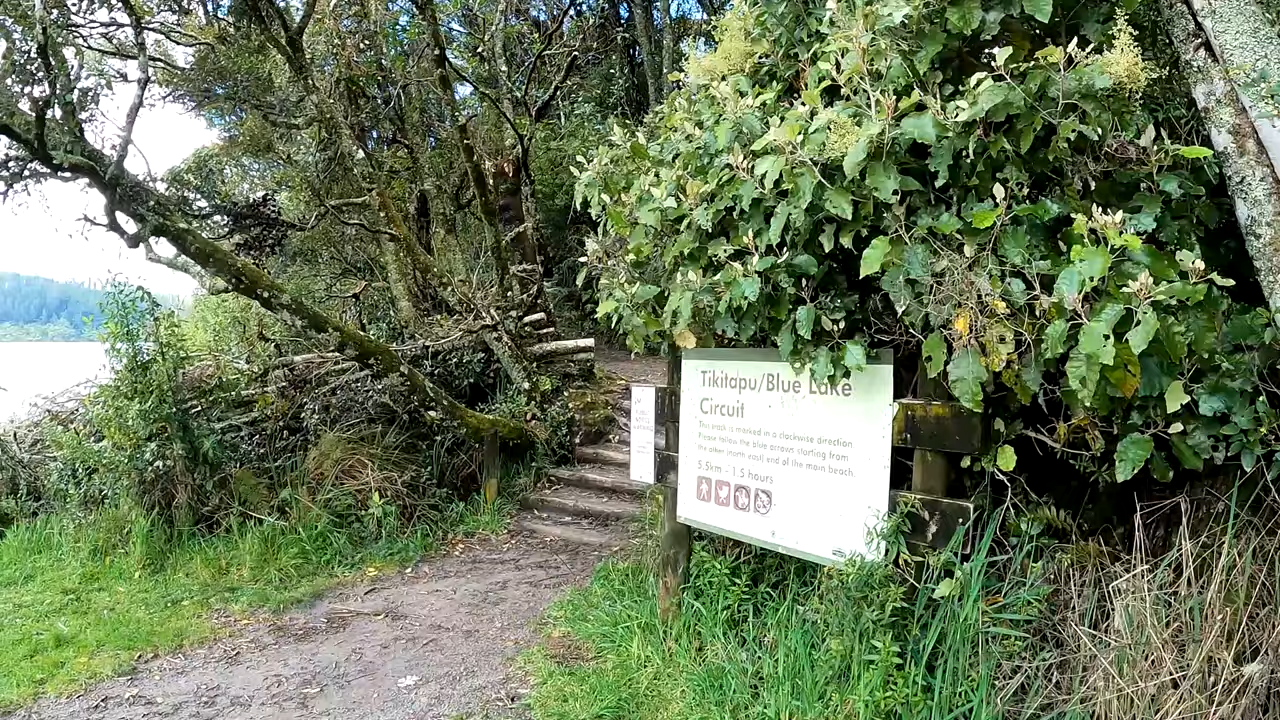 Tikitapu/Blue Lake
Circuit
This track is marked in a clockwise direction
Please follow the blue arrows starting from
the other (north east) end of the main beach.
5.5km - 1.5 hours